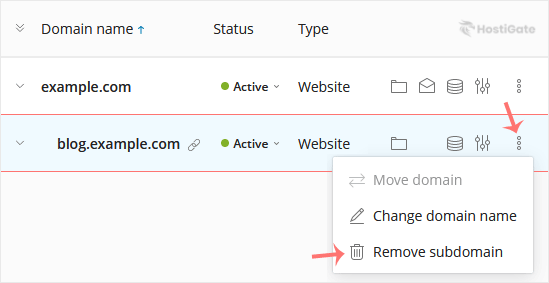 Domain name Status Type HostiGate
example.com Active Website
blog.example.com Active Website
Move domain
Change domain name
Remove subdomain